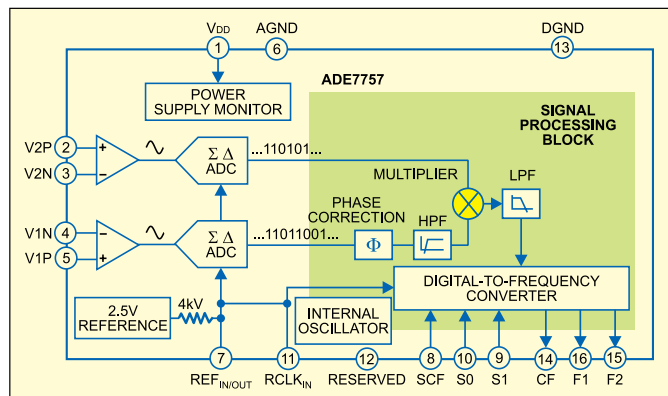 VDD
AGND
DGND
1
6
13
ADE7757
POWER
SUPPLY MONITOR
SIGNAL
PROCESSING
BLOCK
V2P 2
+
V2N 3
−
Σ Δ
ADC
...110101...
MULTIPLIER
LPF
PHASE
CORRECTION
HPF
V1N 4
−
V1P 5
+
Σ Δ
ADC
...11011001...
Φ
2.5V
REFERENCE
4kV
INTERNAL
OSCILLATOR
DIGITAL-TO-FREQUENCY
CONVERTER
7
11
12
8
10
9
14
16
15
REFIN/OUT
RCLKIN
RESERVED
SCF
S0
S1
CF
F1
F2